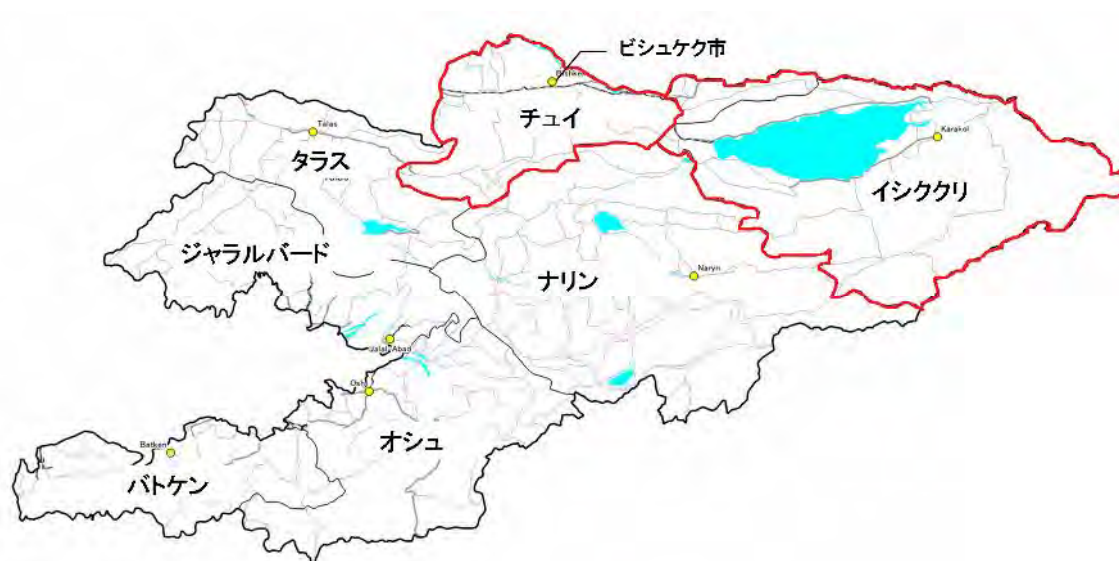 ビシュケク市
Bishkek
チュイ
Talas
タラス
Karakol
イシククリ
ジャラルバード
ナリン
Naryn
Jalal-Abad
Osh
オシュ
Batken
バトケン